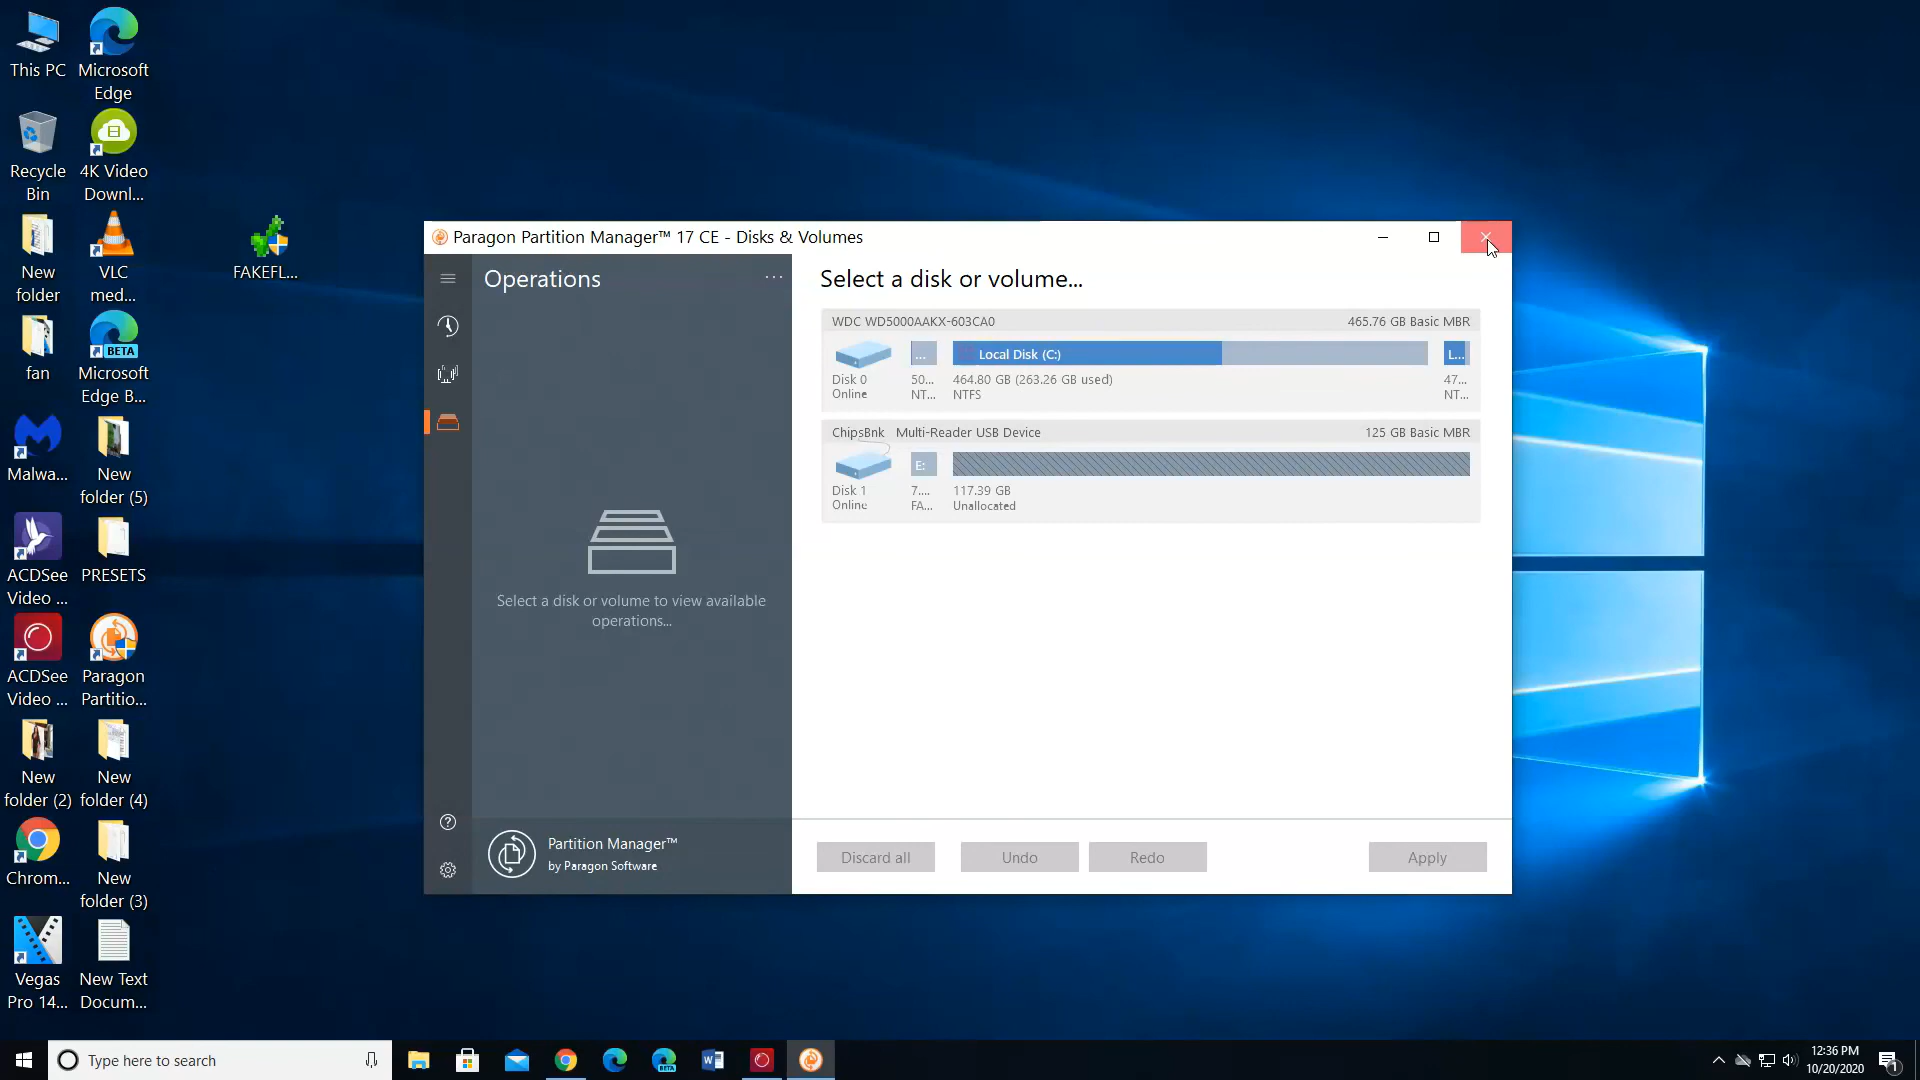 This PC
Microsoft
Edge
Recycle
Bin
4K Video
Downl...
New
folder
VLC
med...
FAKEFL...
fan
BETA
Microsoft
Edge B...
Malwa...
New
folder (5)
ACDSee
Video ...
PRESETS
ACDSee
Video ...
Paragon
Partitio...
New
folder (2)
New
folder (4)
Chrom...
New
folder (3)
Vegas
Pro 14...
New Text
Docum...
Paragon Partition Manager™ 17 CE - Disks & Volumes
Operations
...
Select a disk or volume to view available
operations...
Partition Manager™
by Paragon Software
Select a disk or volume...
WDC WD5000AAKX-603CA0
465.76 GB Basic MBR
...
Local Disk (C:)
L...
Disk 0
Online
50...
NT...
464.80 GB (263.26 GB used)
NTFS
47...
NT...
ChipsBnk Multi-Reader USB Device
125 GB Basic MBR
E:
Disk 1
Online
7....
FA...
117.39 GB
Unallocated
Discard all
Undo
Redo
Apply
Type here to search
BETA
12:36 PM
10/20/2020
1